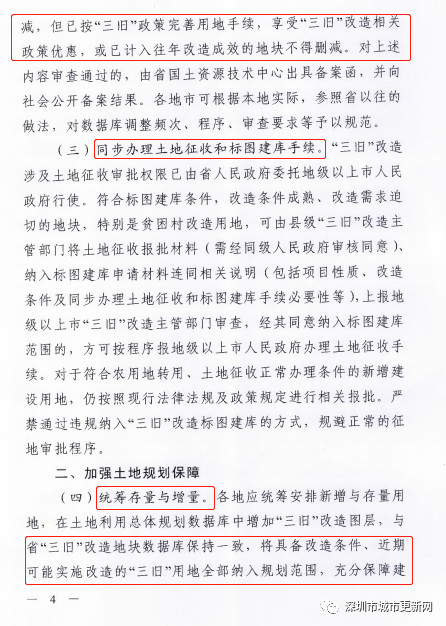 减，但已按“三旧”政策完善用地手续，享受“三旧”改造相关
政策优惠，或已计入往年改造成效的地块不得删减。对上述
内容审查通过的，由省国土资源技术中心出具备案函，并向
社会公开备案结果。各地市可根据本地实际，参照省以往的
做法，对数据库调整频次、程序、审查要求等予以规范。
（三）同步办理土地征收和标图建库手续。“三旧”改造
涉及土地征收审批权限已由省人民政府委托地级以上市人民
政府行使。符合标图建库条件，改造条件成熟、改造需求迫
切的地块，特别是贫困村改造用地，可由县级“三旧”改造主
管部门将土地征收报批材料（需经同级人民政府审核同意）、
纳入标图建库申请材料连同相关说明（包括项目性质、改造
条件及同步办理土地征收和标图建库手续必要性等），上报地
级以上市“三旧”改造主管部门审查，经其同意纳入标图建库
范围的，方可按程序报地级以上市人民政府办理土地征收手
续。对于符合农用地转用、土地征收正常办理条件的新增建
设用地，仍按照现行法律法规及政策规定进行相关报批。严
禁通过违规纳入“三旧”改造标图建库的方式，规避正常的征
地审批程序。
二、加强土地规划保障
（四）统筹存量与增量。各地应统筹安排新增与存量用
地，在土地利用总体规划数据库中增加“三旧”改造图层，与
省“三旧”改造地块数据库保持一致，将具备改造条件、近期
可能实施改造的“三旧”用地全部纳入规划范围，充分保障建
— 4 —
深圳市城市更新网